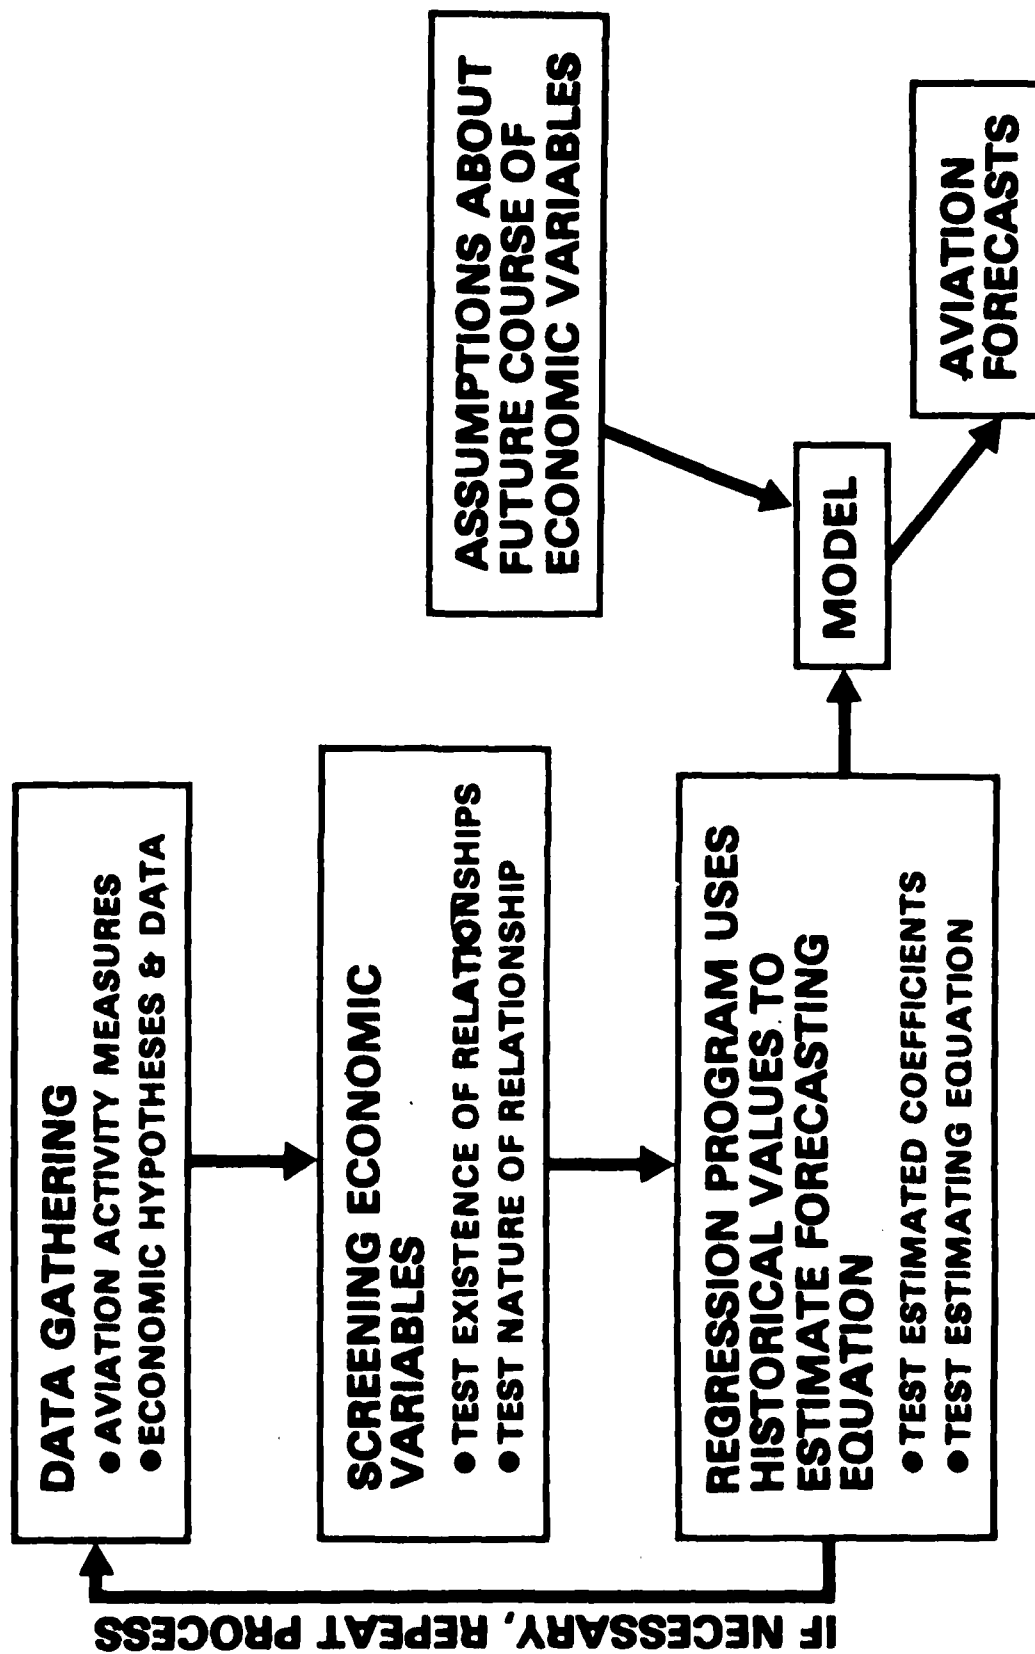 DATA GATHERING
● AVIATION ACTIVITY MEASURES
● ECONOMIC HYPOTHESES & DATA
SCREENING ECONOMIC
VARIABLES
● TEST EXISTENCE OF RELATIONSHIPS
● TEST NATURE OF RELATIONSHIP
REGRESSION PROGRAM USES
HISTORICAL VALUES TO
ESTIMATE FORECASTING
EQUATION
● TEST ESTIMATED COEFFICIENTS
● TEST ESTIMATING EQUATION
IF NECESSARY, REPEAT PROCESS
ASSUMPTIONS ABOUT
FUTURE COURSE OF
ECONOMIC VARIABLES
MODEL
AVIATION
FORECASTS